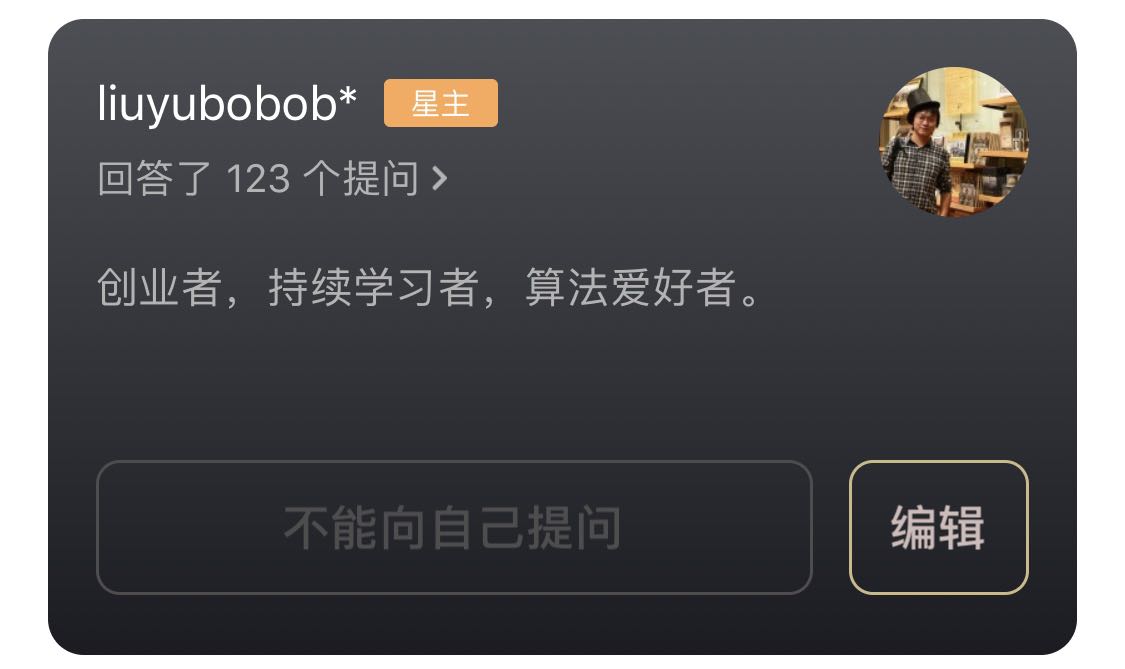 liuyubobob* 星主
回答了 123 个提问 >
创业者，持续学习者，算法爱好者。
不能向自己提问
编辑